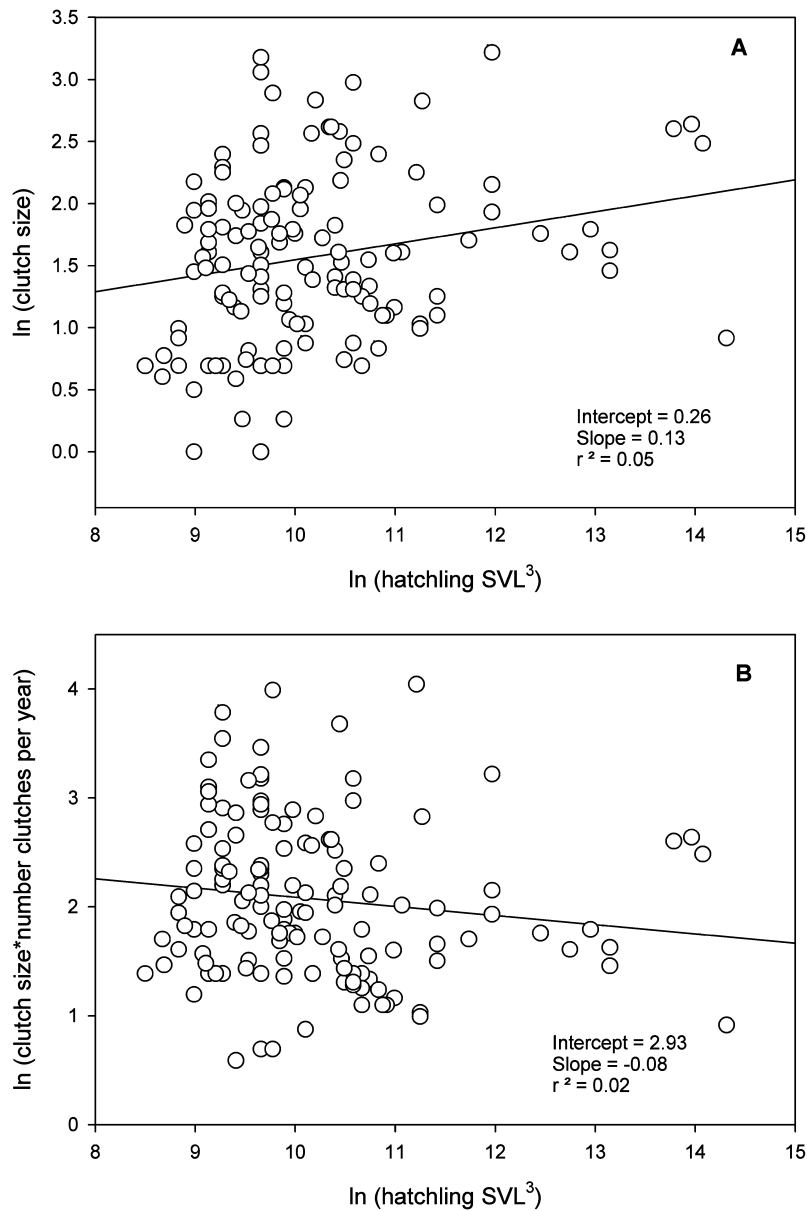 A
3.5
3.0
2.5
2.0
1.5
1.0
0.5
0.0
ln (clutch size)
Intercept = 0.26
Slope = 0.13
r ² = 0.05
8 9 10 11 12 13 14 15
ln (hatchling SVL³)
B
4
3
2
1
0
ln (clutch size*number clutches per year)
Intercept = 2.93
Slope = -0.08
r ² = 0.02
8 9 10 11 12 13 14 15
ln (hatchling SVL³)